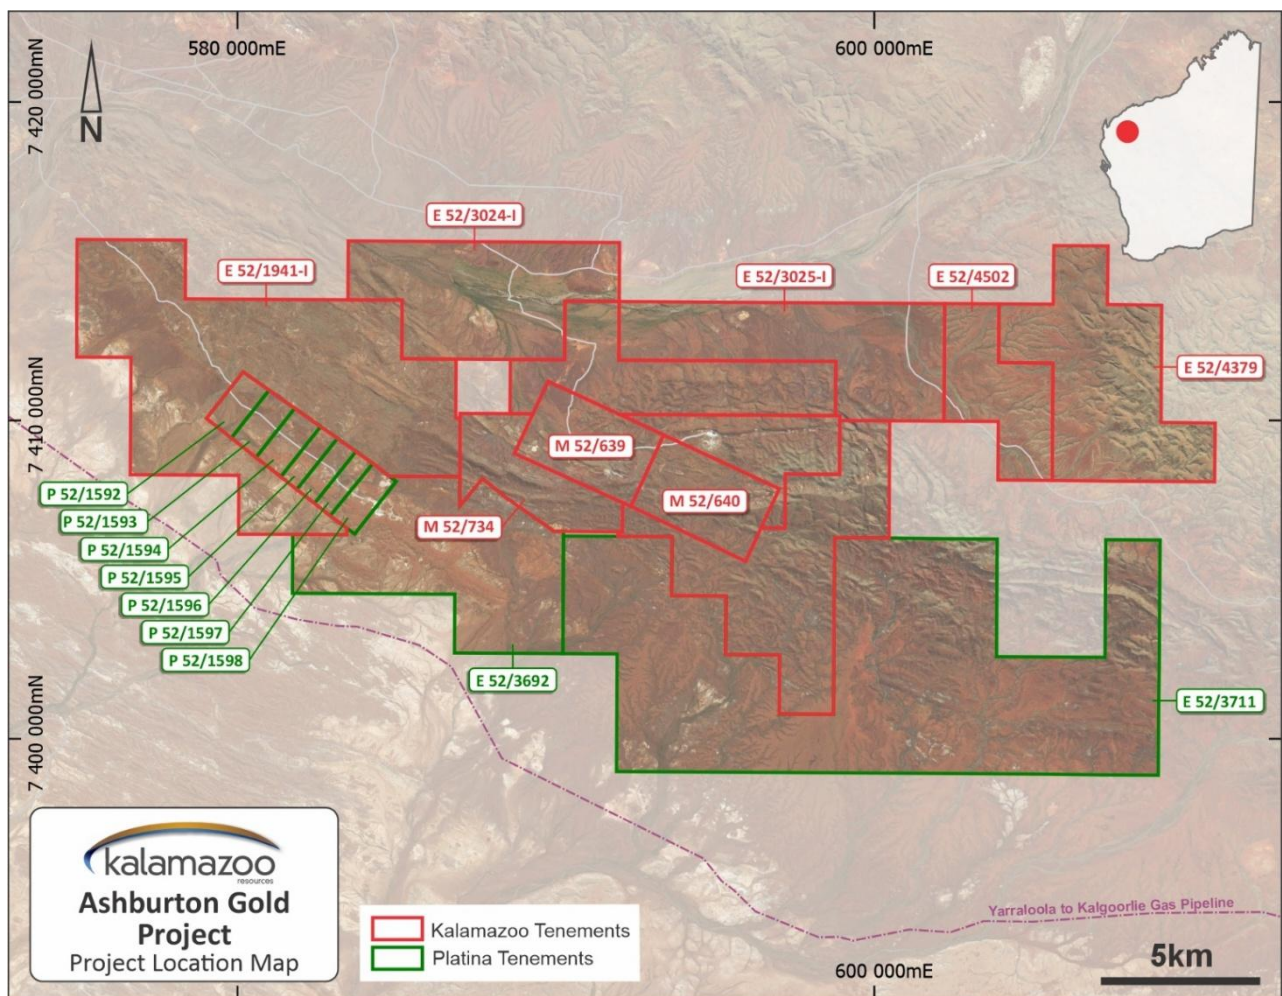 580 000mE
600 000mE
7 420 000mN
N
E 52/3024-I
E 52/1941-I
E 52/3025-I
E 52/4502
E 52/4379
7 410 000mN
M 52/639
P 52/1592
M 52/640
P 52/1593
M 52/734
P 52/1594
P 52/1595
P 52/1596
P 52/1597
P 52/1598
E 52/3692
E 52/3711
7 400 000mN
kalamazoo
resources
Ashburton Gold
Project
Project Location Map
Kalamazoo Tenements
Platina Tenements
Yarraloola to Kalgoorlie Gas Pipeline
600 000mE
5km